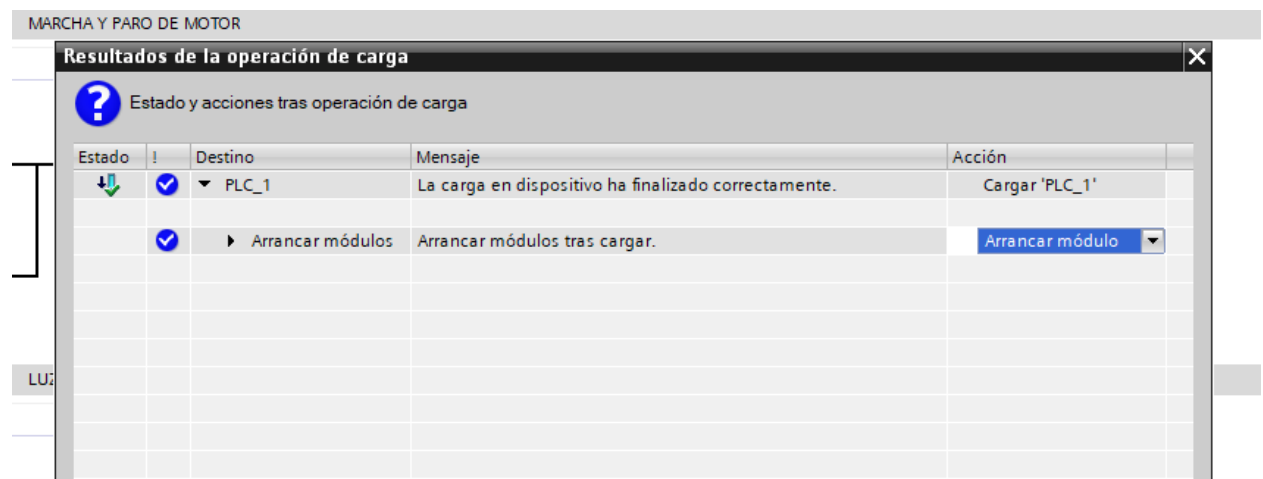 MARCHA Y PARO DE MOTOR
Resultados de la operación de carga
Estado y acciones tras operación de carga
Estado ! Destino Mensaje Acción
PLC_1 La carga en dispositivo ha finalizado correctamente. Cargar 'PLC_1'
Arrancar módulos Arrancar módulos tras cargar. Arrancar módulo
LUZ